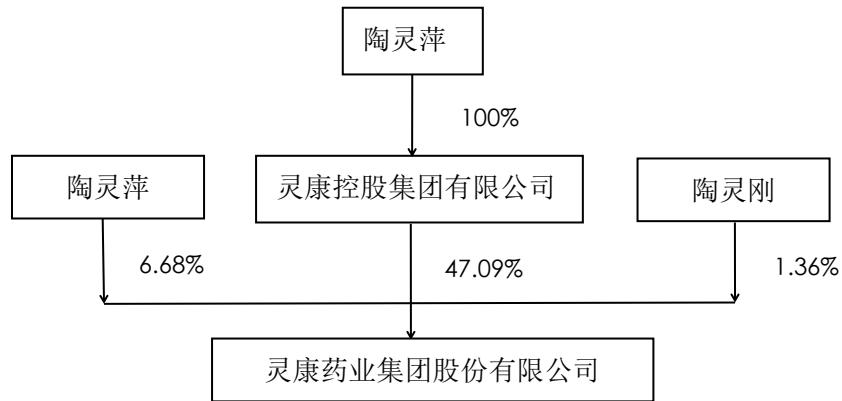 陶灵萍
100%
陶灵萍
灵康控股集团有限公司
陶灵刚
6.68%
47.09%
1.36%
灵康药业集团股份有限公司